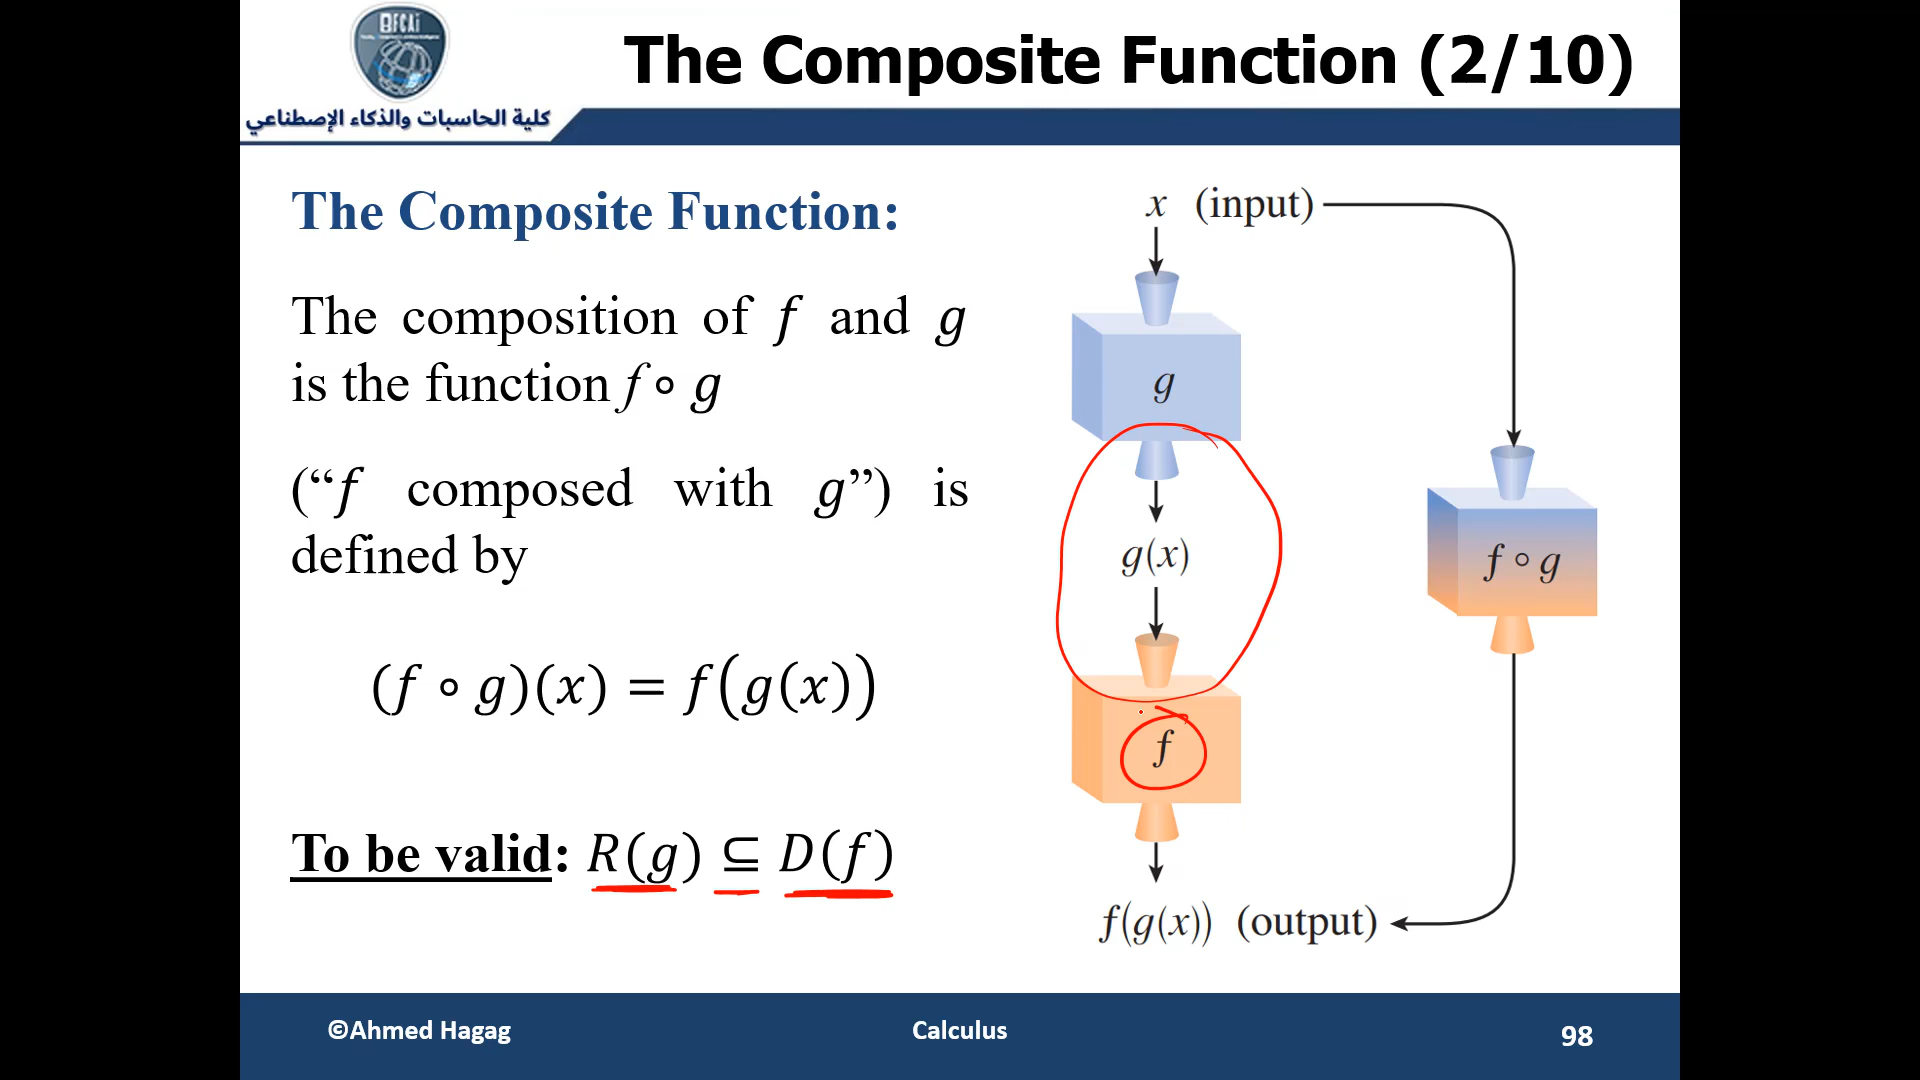 BFCAi
The Composite Function (2/10)
كلية الحاسبات والذكاء الإصطناعي
The Composite Function:
The composition of f and g
is the function f ∘ g
(“f composed with g”) is
defined by
(f ∘ g)(x) = f(g(x))
To be valid: R(g) ⊆ D(f)
x (input)
g
g(x)
f
f(g(x)) (output)
f ∘ g
©Ahmed Hagag
Calculus
98